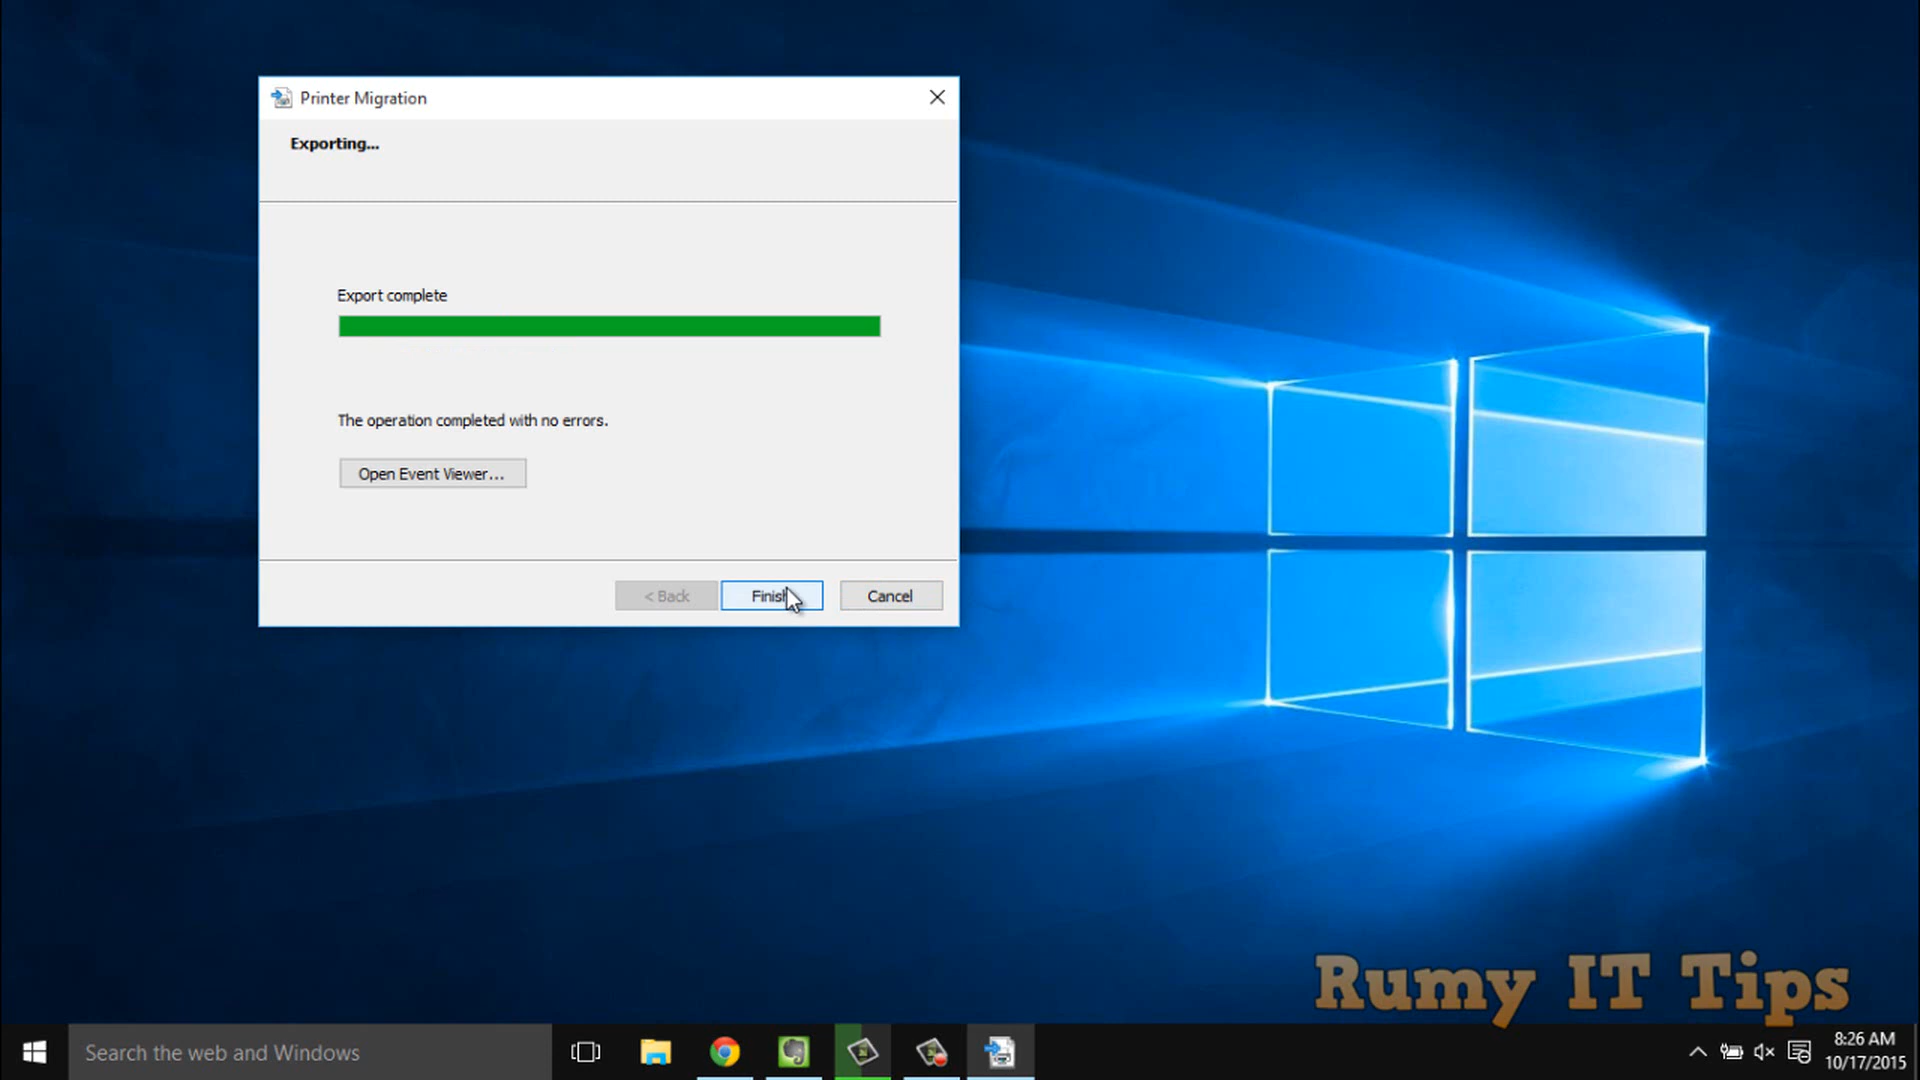 Printer Migration
Exporting...
Export complete
The operation completed with no errors.
Open Event Viewer...
< Back
Finish
Cancel
Rumy IT Tips
Search the web and Windows
8:26 AM
10/17/2015